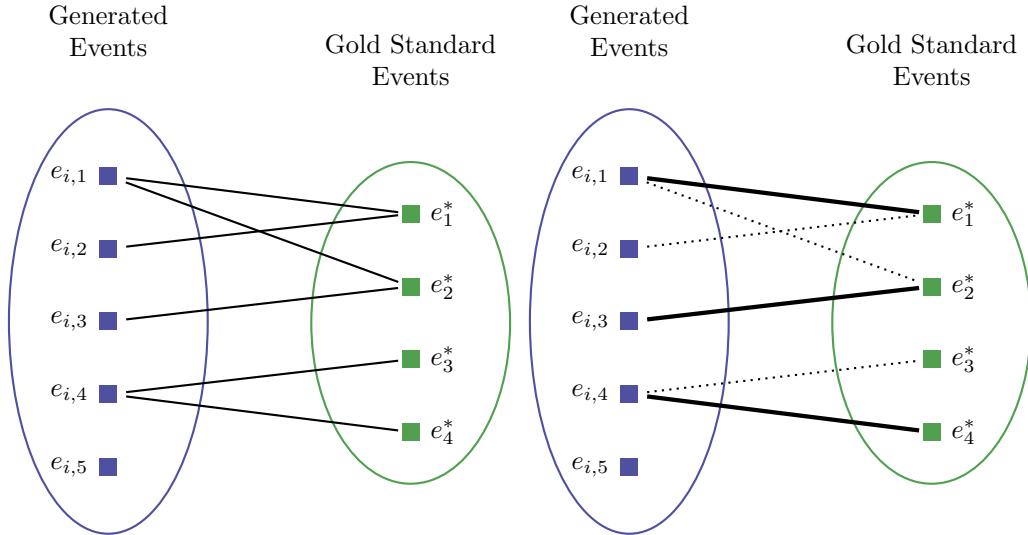 Generated
Events
Gold Standard
Events
e_{i,1}
e_{i,2}
e_{i,3}
e_{i,4}
e_{i,5}
e^*_1
e^*_2
e^*_3
e^*_4
Generated
Events
Gold Standard
Events
e_{i,1}
e_{i,2}
e_{i,3}
e_{i,4}
e_{i,5}
e^*_1
e^*_2
e^*_3
e^*_4